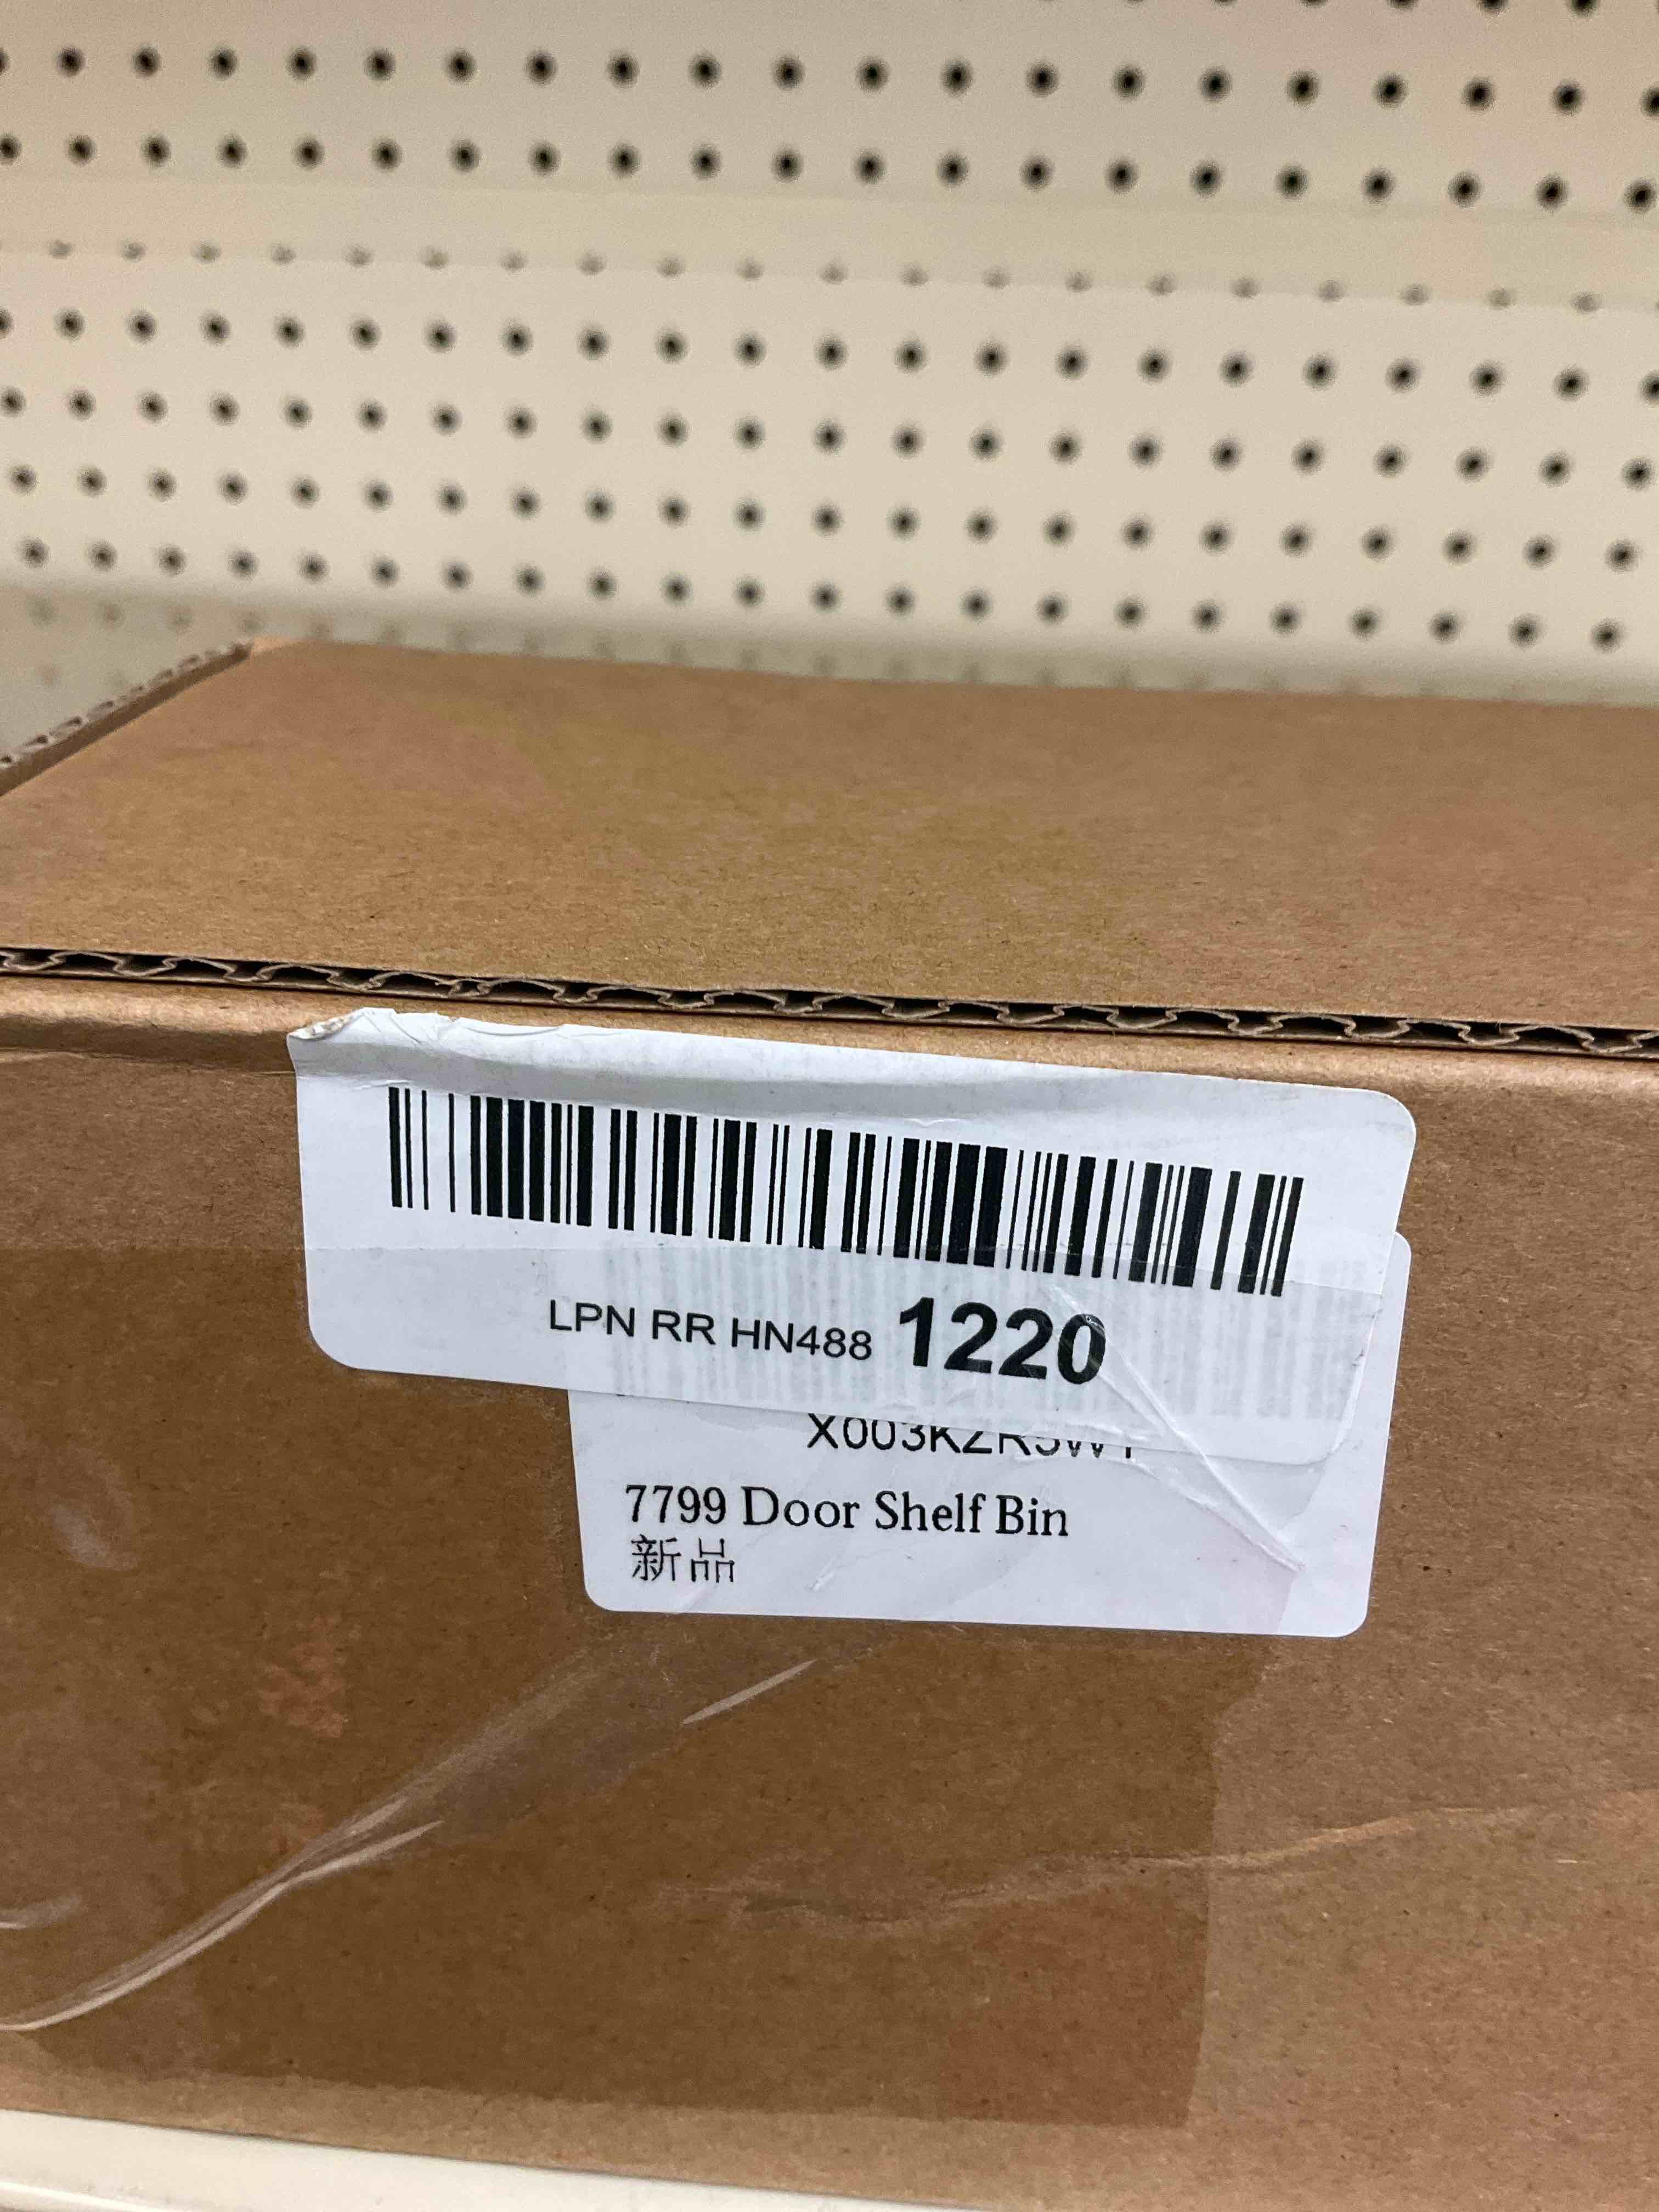 LPN RR HN488 1220
7799 Door Shelf Bin
新品